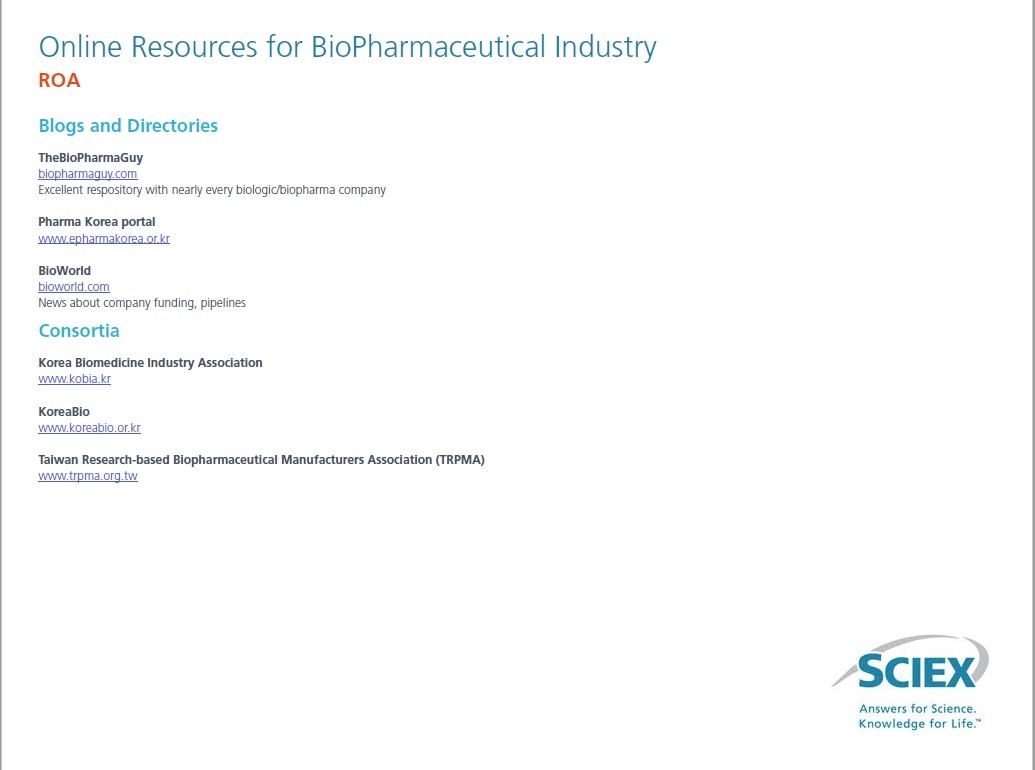 Online Resources for BioPharmaceutical Industry
ROA
Blogs and Directories
TheBioPharmaGuy
biopharmaguy.com
Excellent respository with nearly every biologic/biopharma company
Pharma Korea portal
www.epharmakorea.or.kr
BioWorld
bioworld.com
News about company funding, pipelines
Consortia
Korea Biomedicine Industry Association
www.kobia.kr
KoreaBio
www.koreabio.or.kr
Taiwan Research-based Biopharmaceutical Manufacturers Association (TRPMA)
www.trpma.org.tw
SCIEX
Answers for Science.
Knowledge for Life.™